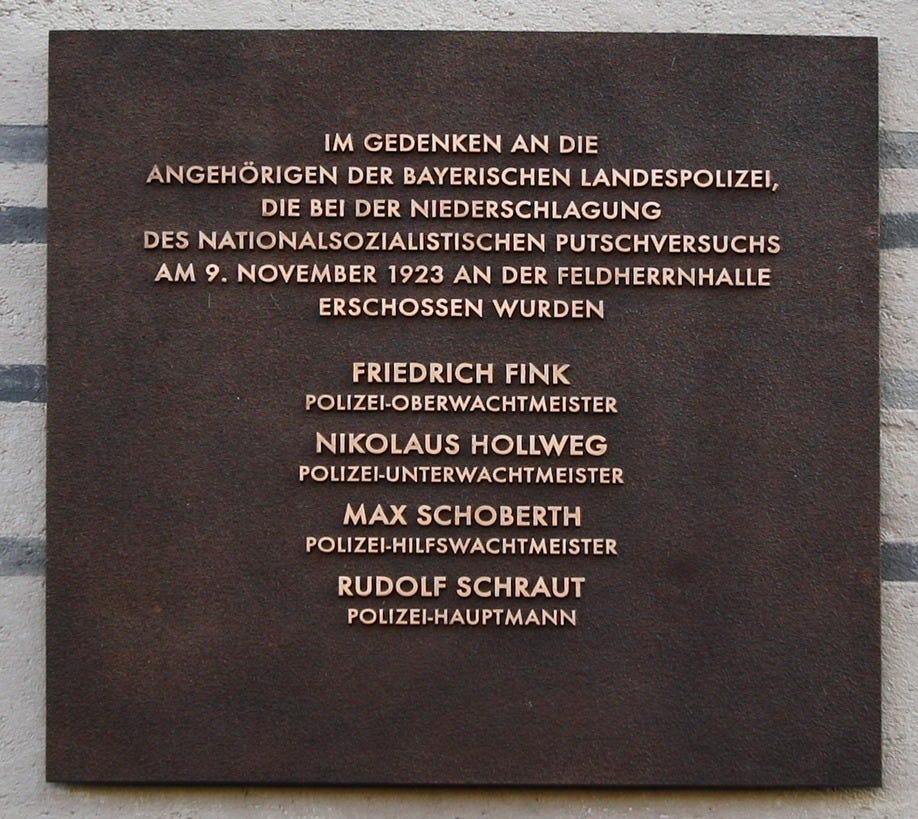 IM GEDENKEN AN DIE
ANGEHÖRIGEN DER BAYERISCHEN LANDESPOLIZEI,
DIE BEI DER NIEDERSCHLAGUNG
DES NATIONALSOZIALISTISCHEN PUTSCHVERSUCHS
AM 9. NOVEMBER 1923 AN DER FELDHERRNHALLE
ERSCHOSSEN WURDEN
FRIEDRICH FINK
POLIZEI-OBERWACHTMEISTER
NIKOLAUS HOLLWEG
POLIZEI-UNTERWACHTMEISTER
MAX SCHOBERTH
POLIZEI-HILFSWACHTMEISTER
RUDOLF SCHRAUT
POLIZEI-HAUPTMANN